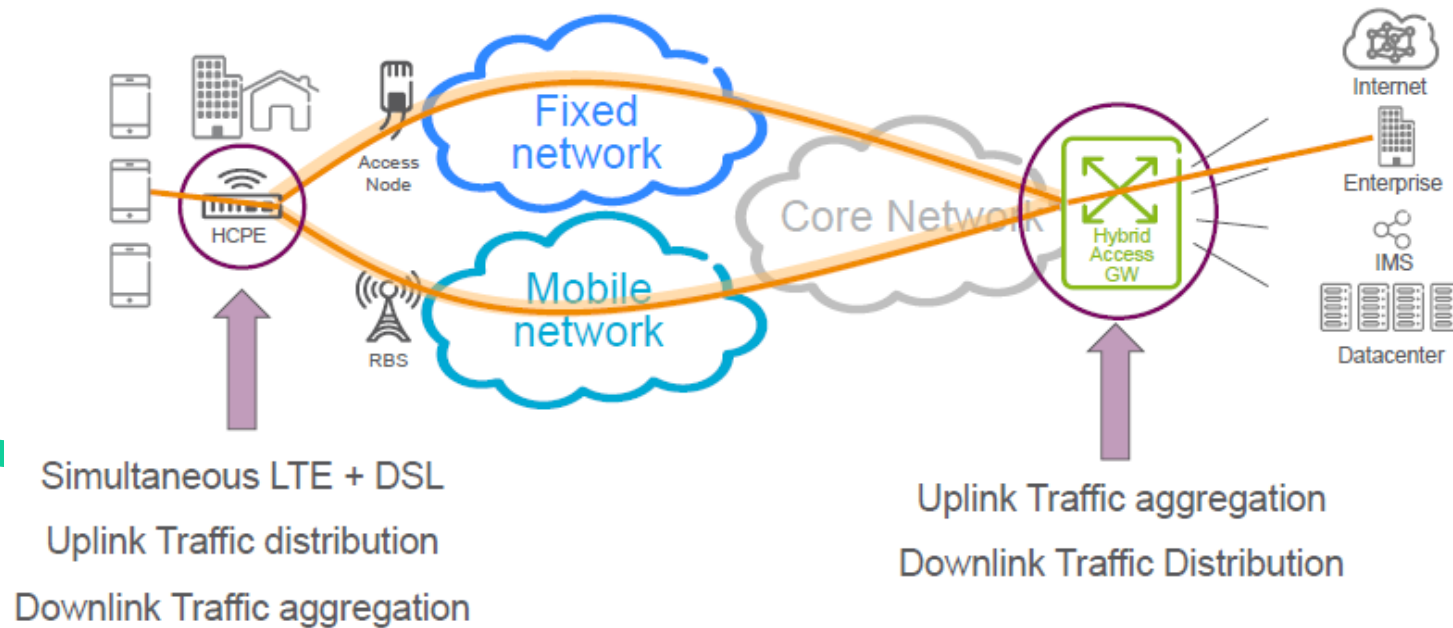 Internet
Fixed
network
Access
Node
Enterprise
Core Network
HCPE
Hybrid
Access
GW
IMS
Mobile
network
RBS
Datacenter
Simultaneous LTE + DSL
Uplink Traffic distribution
Downlink Traffic aggregation
Uplink Traffic aggregation
Downlink Traffic Distribution